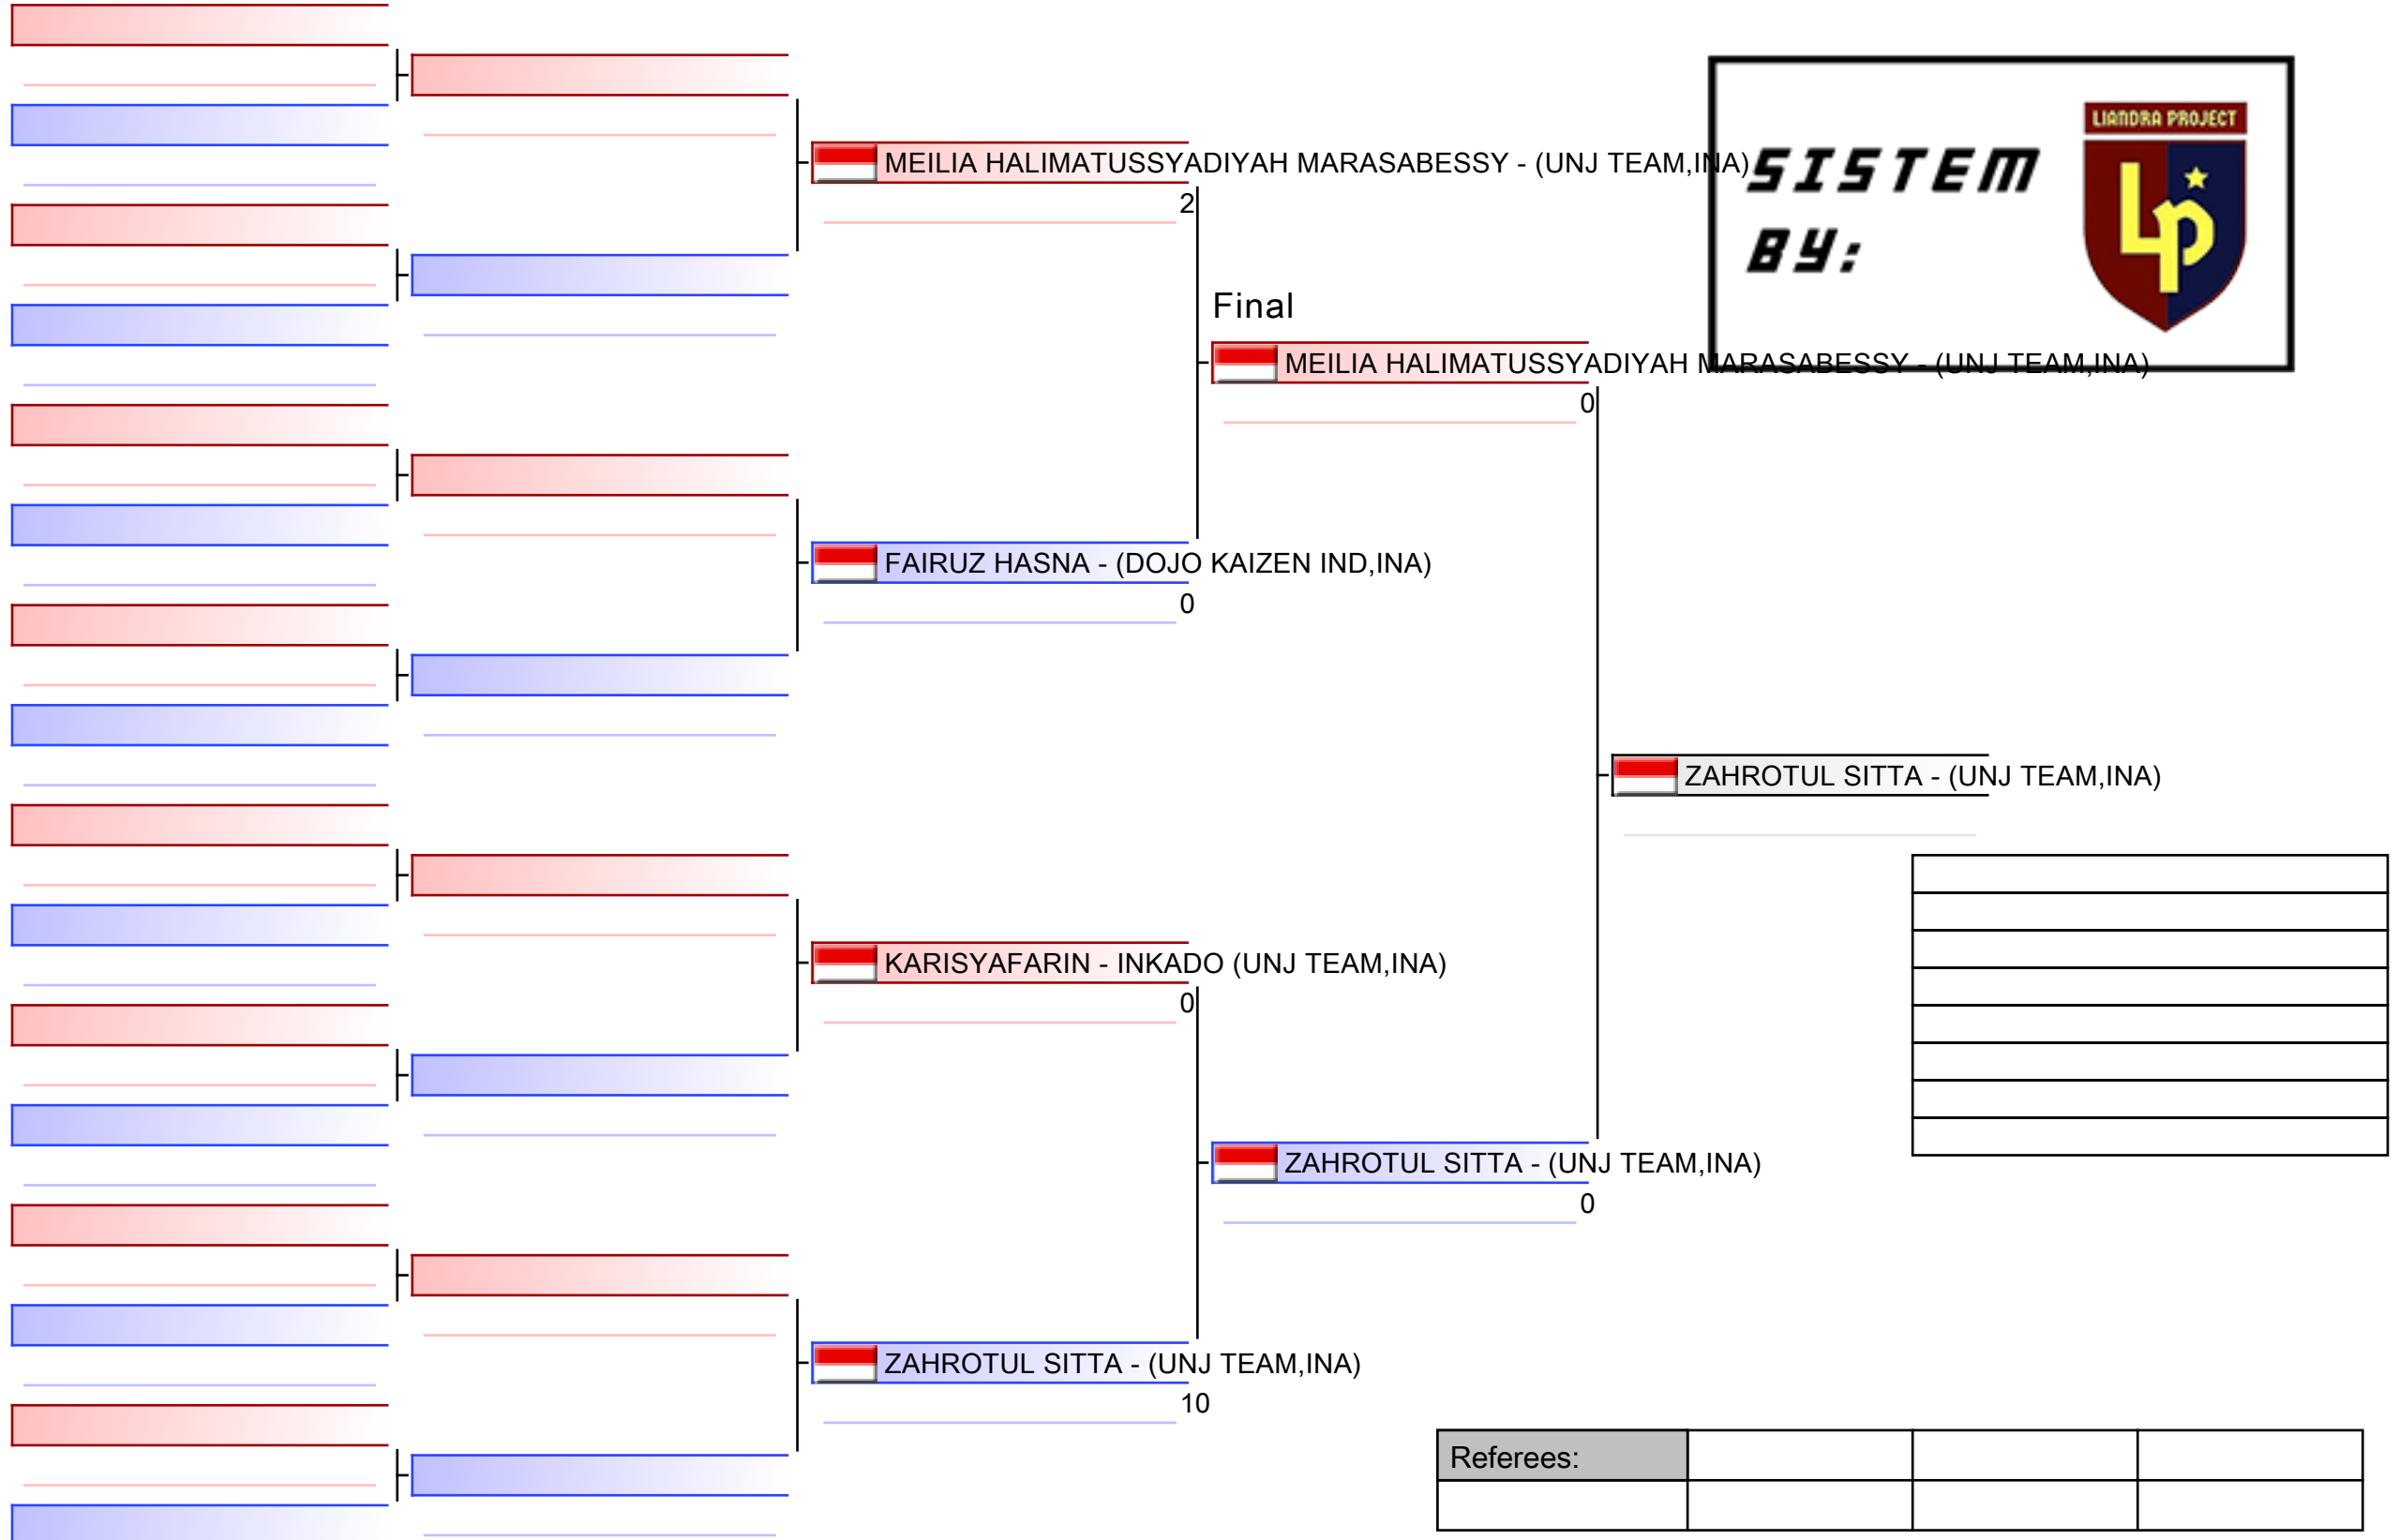 LIANDRA PROJECT
SISTEM
BY:
Lp
MEILIA HALIMATUSSYADIYAH MARASABESSY - (UNJ TEAM,INA)
2
Final
MEILIA HALIMATUSSYADIYAH MARASABESSY - (UNJ TEAM,INA)
0
FAIRUZ HASNA - (DOJO KAIZEN IND,INA)
0
ZAHROTUL SITTA - (UNJ TEAM,INA)
KARISYAFARIN - INKADO (UNJ TEAM,INA)
0
ZAHROTUL SITTA - (UNJ TEAM,INA)
0
ZAHROTUL SITTA - (UNJ TEAM,INA)
10
Referees: